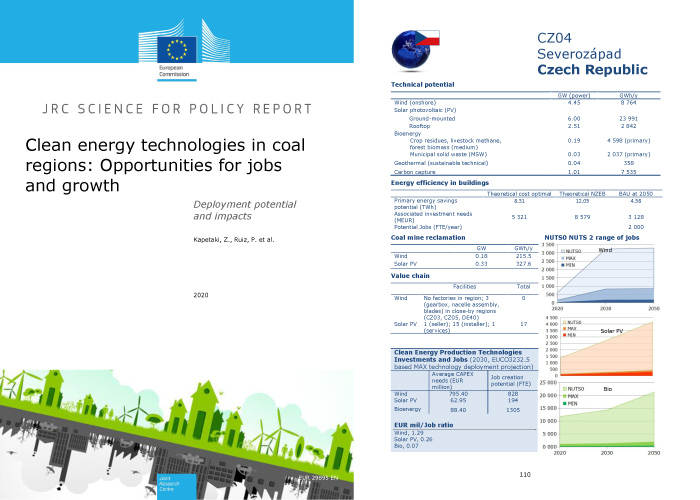 European
Commission
JRC SCIENCE FOR POLICY REPORT
Clean energy technologies in coal
regions: Opportunities for jobs
and growth
Deployment potential
and impacts
Kapetaki, Z., Ruiz, P. et al.
2020
Joint
Research
Centre
EUR 29895 EN
CZ04
Severozápad
Czech Republic
Technical potential
GW (power) GWh/y
Wind (onshore) 4.45 8 764
Solar photovoltaic (PV)
Ground-mounted 6.00 23 991
Rooftop 2.51 2 842
Bioenergy
Crop residues, livestock methane, 0.19 4 598 (primary)
forest biomass (medium)
Municipal solid waste (MSW) 0.03 2 037 (primary)
Geothermal (sustainable technical) 0.04 358
Carbon capture 1.01 7 535
Energy efficiency in buildings
Theoretical cost optimal Theoretical NZEB BAU at 2050
Primary energy savings 8.31 12.05 4.56
potential (TWh)
Associated investment needs 5 321 8 579 3 128
(MEUR)
Potential Jobs (FTE/year) 2 000
Coal mine reclamation
GW GWh/y
Wind 0.18 215.5
Solar PV 0.33 327.6
Value chain
Facilities Total
Wind No factories in region; 3 0
(gearbox, nacelle assembly,
blades) in close-by regions
(CZ03, CZ05, DE40)
Solar PV 1 (seller); 15 (installer); 1 17
(services)
Clean Energy Production Technologies
Investments and Jobs (2030, EUCO3232.5
based MAX technology deployment projection)
Average CAPEX
needs (EUR
million)
Job creation
potential (FTE)
Wind 795.40 828
Solar PV 62.95 194
Bioenergy 88.40 1305
EUR mil/Job ratio
Wind, 1.29
Solar PV, 0.26
Bio, 0.07
NUTS0 NUTS 2 range of jobs
3 500
3 000
2 500
2 000
1 500
1 000
500
0
NUTS0
MAX
MIN
Wind
2020 2030 2050
4 500
4 000
3 500
3 000
2 500
2 000
1 500
1 000
500
0
NUTS0
MAX
MIN
Solar PV
2020 2030 2050
25 000
20 000
15 000
10 000
5 000
0 000
NUTS0
MAX
MIN
Bio
2020 2030 2050
110